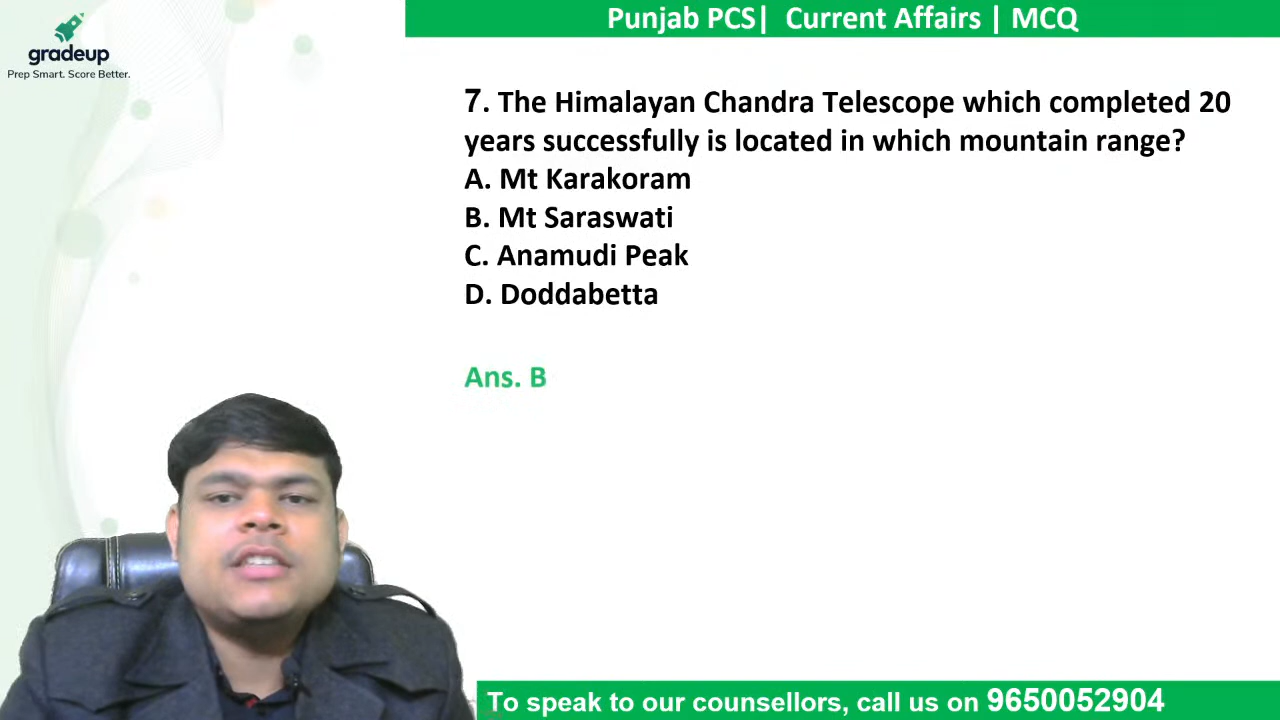 gradeup
Prep Smart. Score Better.
Punjab PCS| Current Affairs | MCQ
7. The Himalayan Chandra Telescope which completed 20
years successfully is located in which mountain range?
A. Mt Karakoram
B. Mt Saraswati
C. Anamudi Peak
D. Doddabetta
Ans. B
To speak to our counsellors, call us on 9650052904